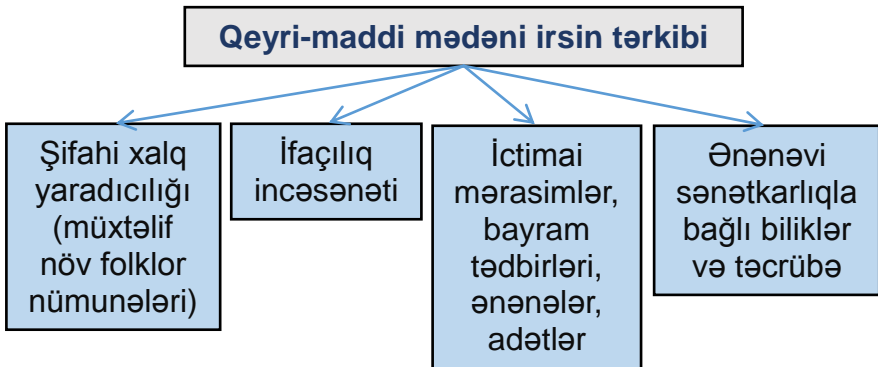 Qeyri-maddi mədəni irsin tərkibi
Şifahi xalq
yaradıcılığı
(müxtəlif
növ folklor
nümunələri)
İfaçılıq
incəsənəti
İctimai
mərasimlər,
bayram
tədbirləri,
ənənələr,
adətlər
Ənənəvi
sənətkarlıqla
bağlı biliklər
və təcrübə